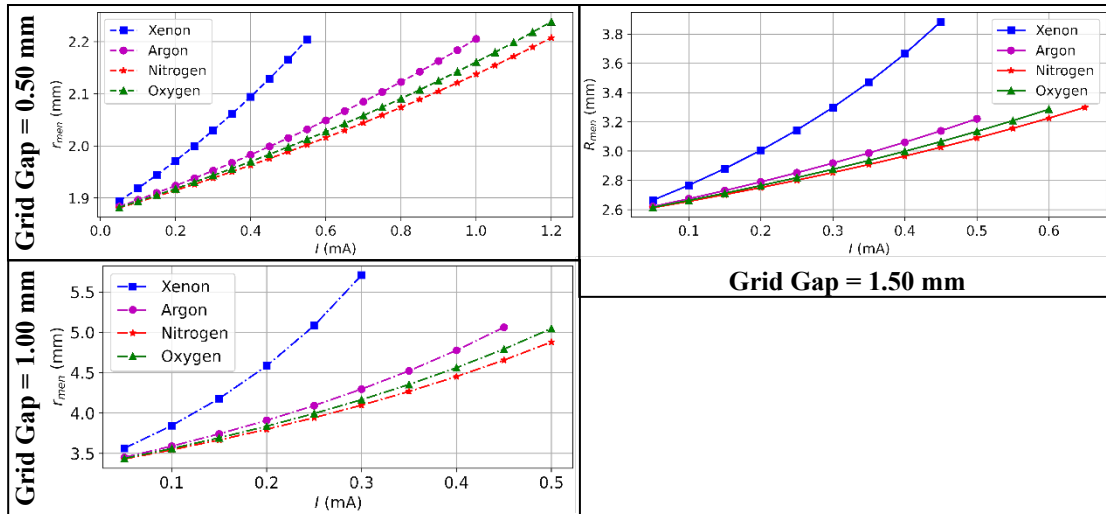 Grid Gap = 0.50 mm
r_men (mm)
2.2
2.1
2.0
1.9
Xenon
Argon
Nitrogen
Oxygen
0.0 0.2 0.4 0.6 0.8 1.0 1.2
I (mA)
R_men (mm)
3.8
3.6
3.4
3.2
3.0
2.8
2.6
Xenon
Argon
Nitrogen
Oxygen
0.1 0.2 0.3 0.4 0.5 0.6
I (mA)
Grid Gap = 1.50 mm
Grid Gap = 1.00 mm
r_men (mm)
5.5
5.0
4.5
4.0
3.5
Xenon
Argon
Nitrogen
Oxygen
0.1 0.2 0.3 0.4 0.5
I (mA)